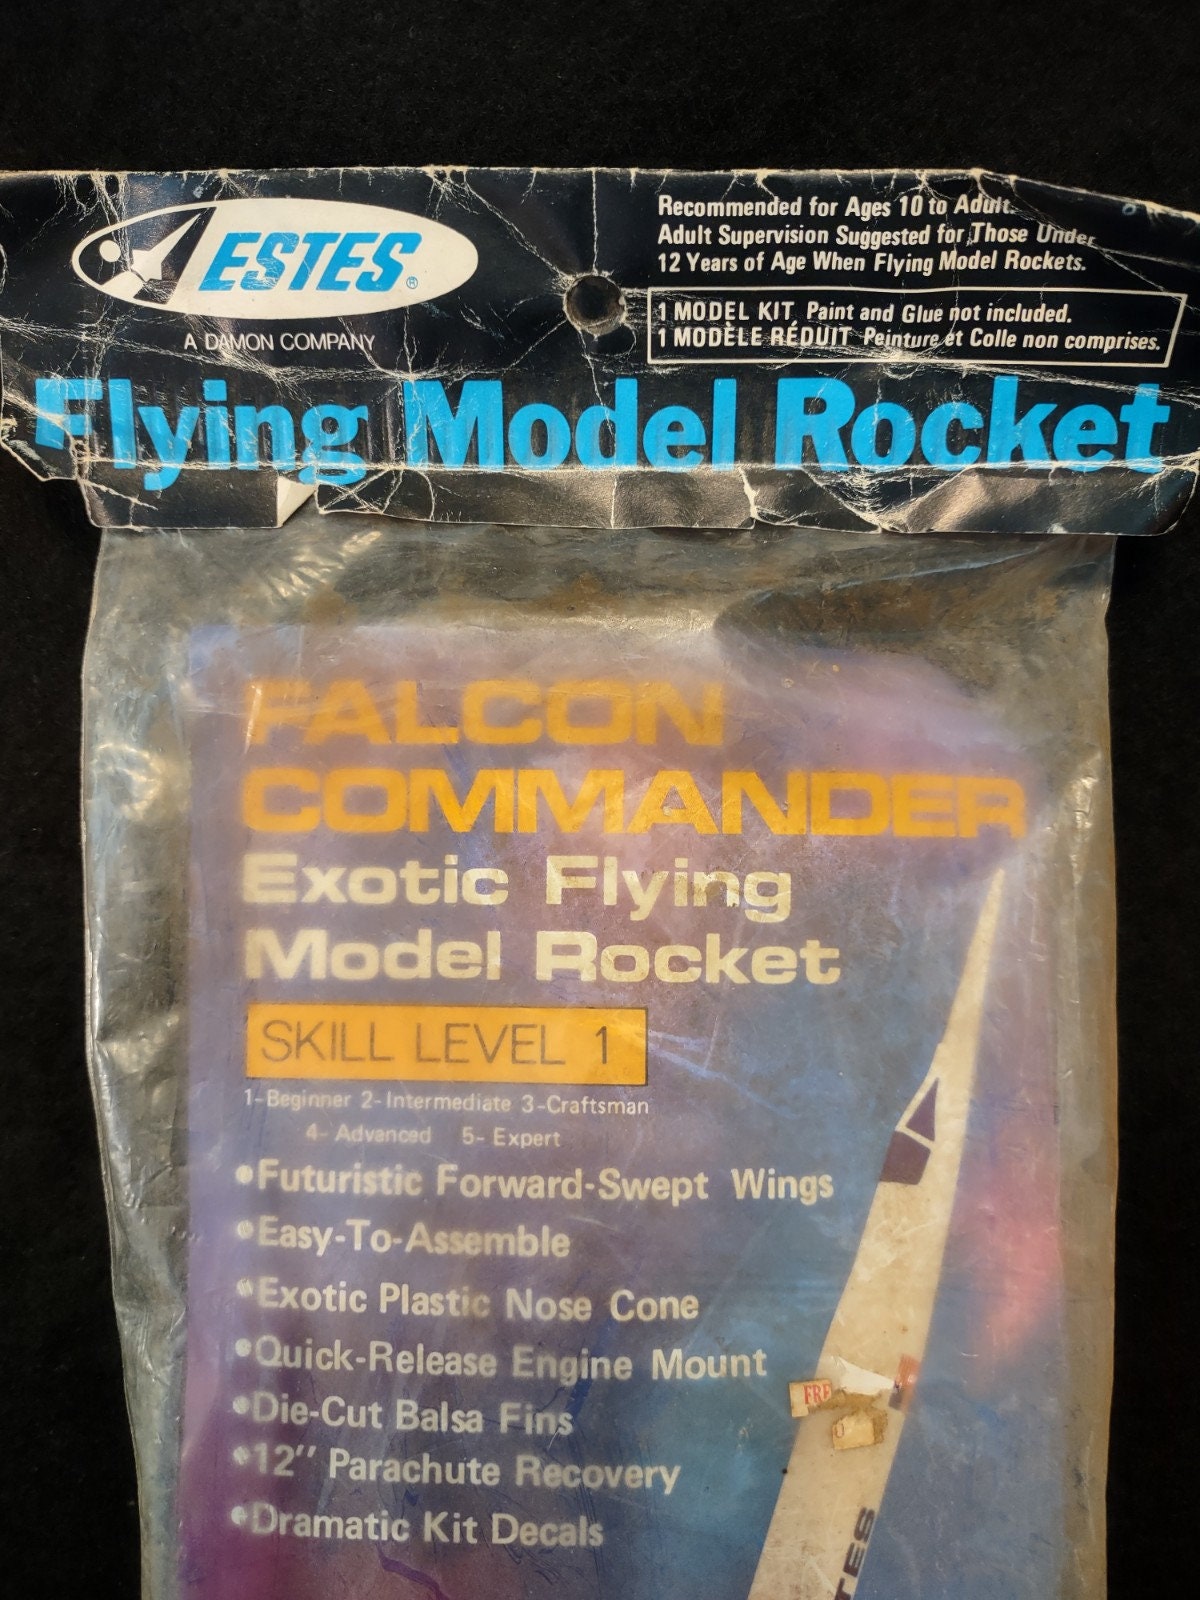 ESTES®
A DAMON COMPANY
Recommended for Ages 10 to Adult.
Adult Supervision Suggested for Those Under
12 Years of Age When Flying Model Rockets.
1 MODEL KIT Paint and Glue not included.
1 MODÈLE RÉDUIT Peinture et Colle non comprises.
Flying Model Rocket
FALCON
COMMANDER
Exotic Flying
Model Rocket
SKILL LEVEL 1
1-Beginner 2-Intermediate 3-Craftsman
4- Advanced 5- Expert
•Futuristic Forward-Swept Wings
•Easy-To-Assemble
•Exotic Plastic Nose Cone
•Quick-Release Engine Mount
•Die-Cut Balsa Fins
•12" Parachute Recovery
•Dramatic Kit Decals
FRE
0
TES